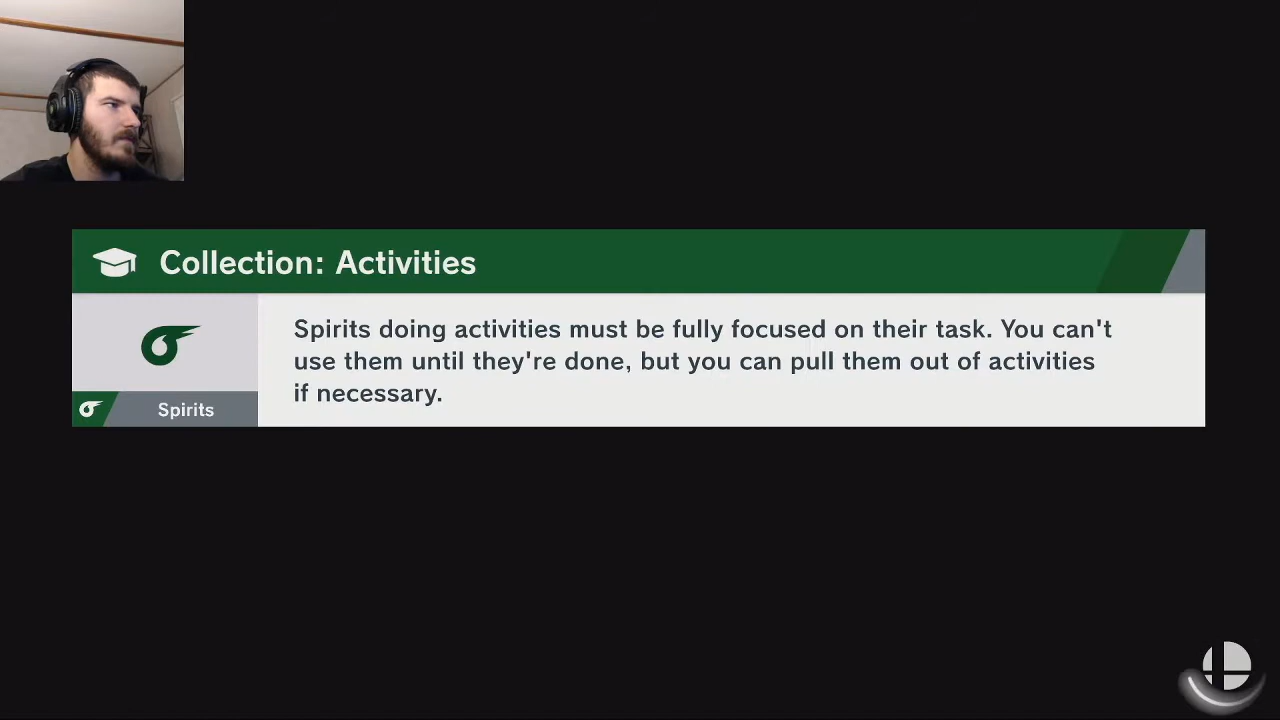 Collection: Activities
Spirits doing activities must be fully focused on their task. You can't
use them until they're done, but you can pull them out of activities
if necessary.
Spirits